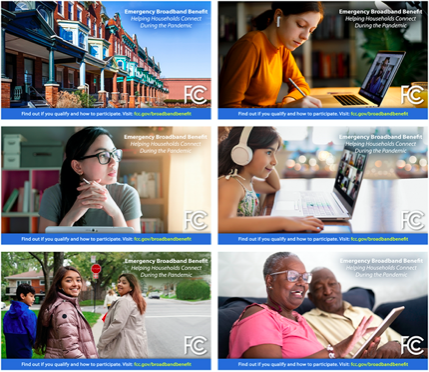 Emergency Broadband Benefit
Helping Households Connect
During the Pandemic
FCC
Find out if you qualify and how to participate. Visit: fcc.gov/broadbandbenefit
Emergency Broadband Benefit
Helping Households Connect
During the Pandemic
FCC
Find out if you qualify and how to participate. Visit: fcc.gov/broadbandbenefit
Emergency Broadband Benefit
Helping Households Connect
During the Pandemic
FCC
Find out if you qualify and how to participate. Visit: fcc.gov/broadbandbenefit
Emergency Broadband Benefit
Helping Households Connect
During the Pandemic
FCC
Find out if you qualify and how to participate. Visit: fcc.gov/broadbandbenefit
Emergency Broadband Benefit
Helping Households Connect
During the Pandemic
FCC
Find out if you qualify and how to participate. Visit: fcc.gov/broadbandbenefit
Emergency Broadband Benefit
Helping Households Connect
During the Pandemic
FCC
Find out if you qualify and how to participate. Visit: fcc.gov/broadbandbenefit